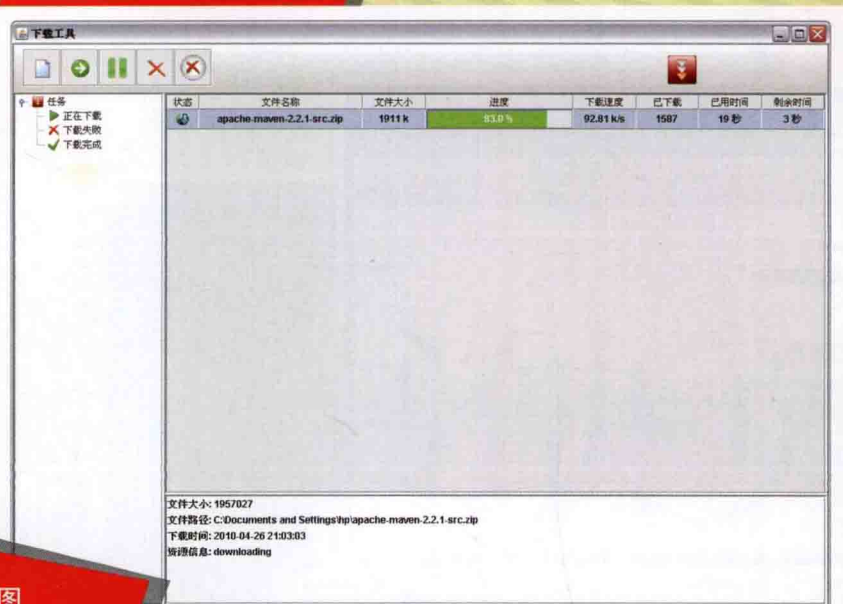 下载工具
任务
正在下载
下载失败
下载完成
状态 文件名称 文件大小 进度 下载速度 已下载 已用时间 剩余时间
apache-maven-2.2.1-src.zip 1911 k 83.0 % 92.81 k/s 1587 19 秒 3 秒
文件大小: 1957027
文件路径: C:\Documents and Settings\hp\apache-maven-2.2.1-src.zip
下载时间: 2010-04-26 21:03:03
资源信息: downloading
图